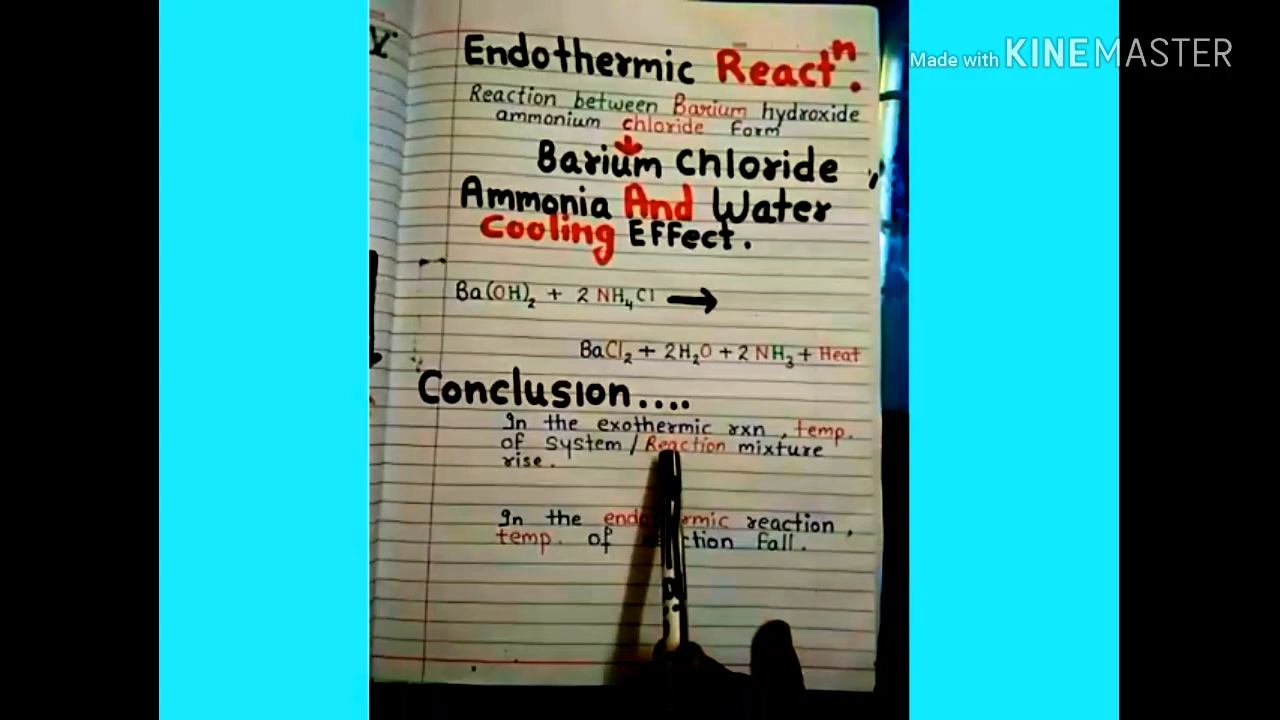 Made with KINEMASTER
Endothermic Reactⁿ.
Reaction between Barium hydroxide
ammonium chloride Form
Barium Chloride,
Ammonia And Water
Cooling Effect.
Ba(OH)₂ + 2 NH₄Cl →
BaCl₂ + 2H₂O + 2 NH₃ + Heat
Conclusion....
In the exothermic rxn, temp.
of system / Reaction mixture
rise.
In the reaction,
temp. of fall.